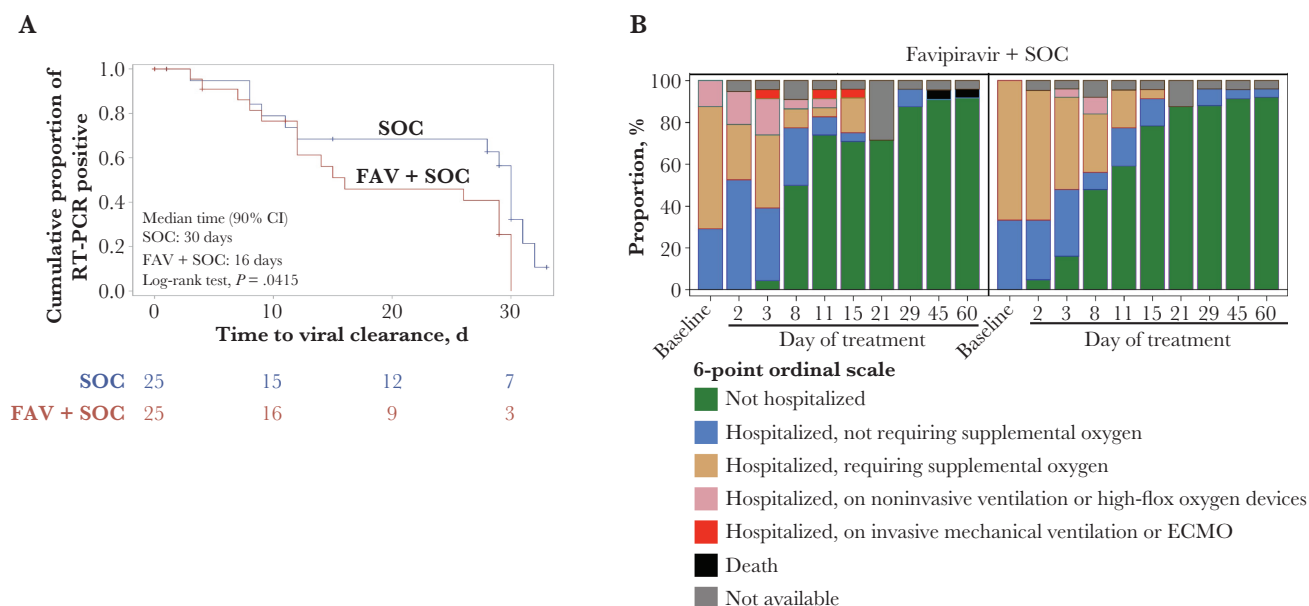 A
Cumulative proportion of
RT-PCR positive
1.0
0.8
0.6
0.4
0.2
0.0
SOC
FAV + SOC
Median time (90% CI)
SOC: 30 days
FAV + SOC: 16 days
Log-rank test, P = .0415
0 10 20 30
Time to viral clearance, d
SOC 25 15 12 7
FAV + SOC 25 16 9 3
B
Favipiravir + SOC
Proportion, %
100
80
60
40
20
0
Baseline 2 3 8 11 15 21 29 45 60 Baseline 2 3 8 11 15 21 29 45 60
Day of treatment Day of treatment
6-point ordinal scale
Not hospitalized
Hospitalized, not requiring supplemental oxygen
Hospitalized, requiring supplemental oxygen
Hospitalized, on noninvasive ventilation or high-flox oxygen devices
Hospitalized, on invasive mechanical ventilation or ECMO
Death
Not available